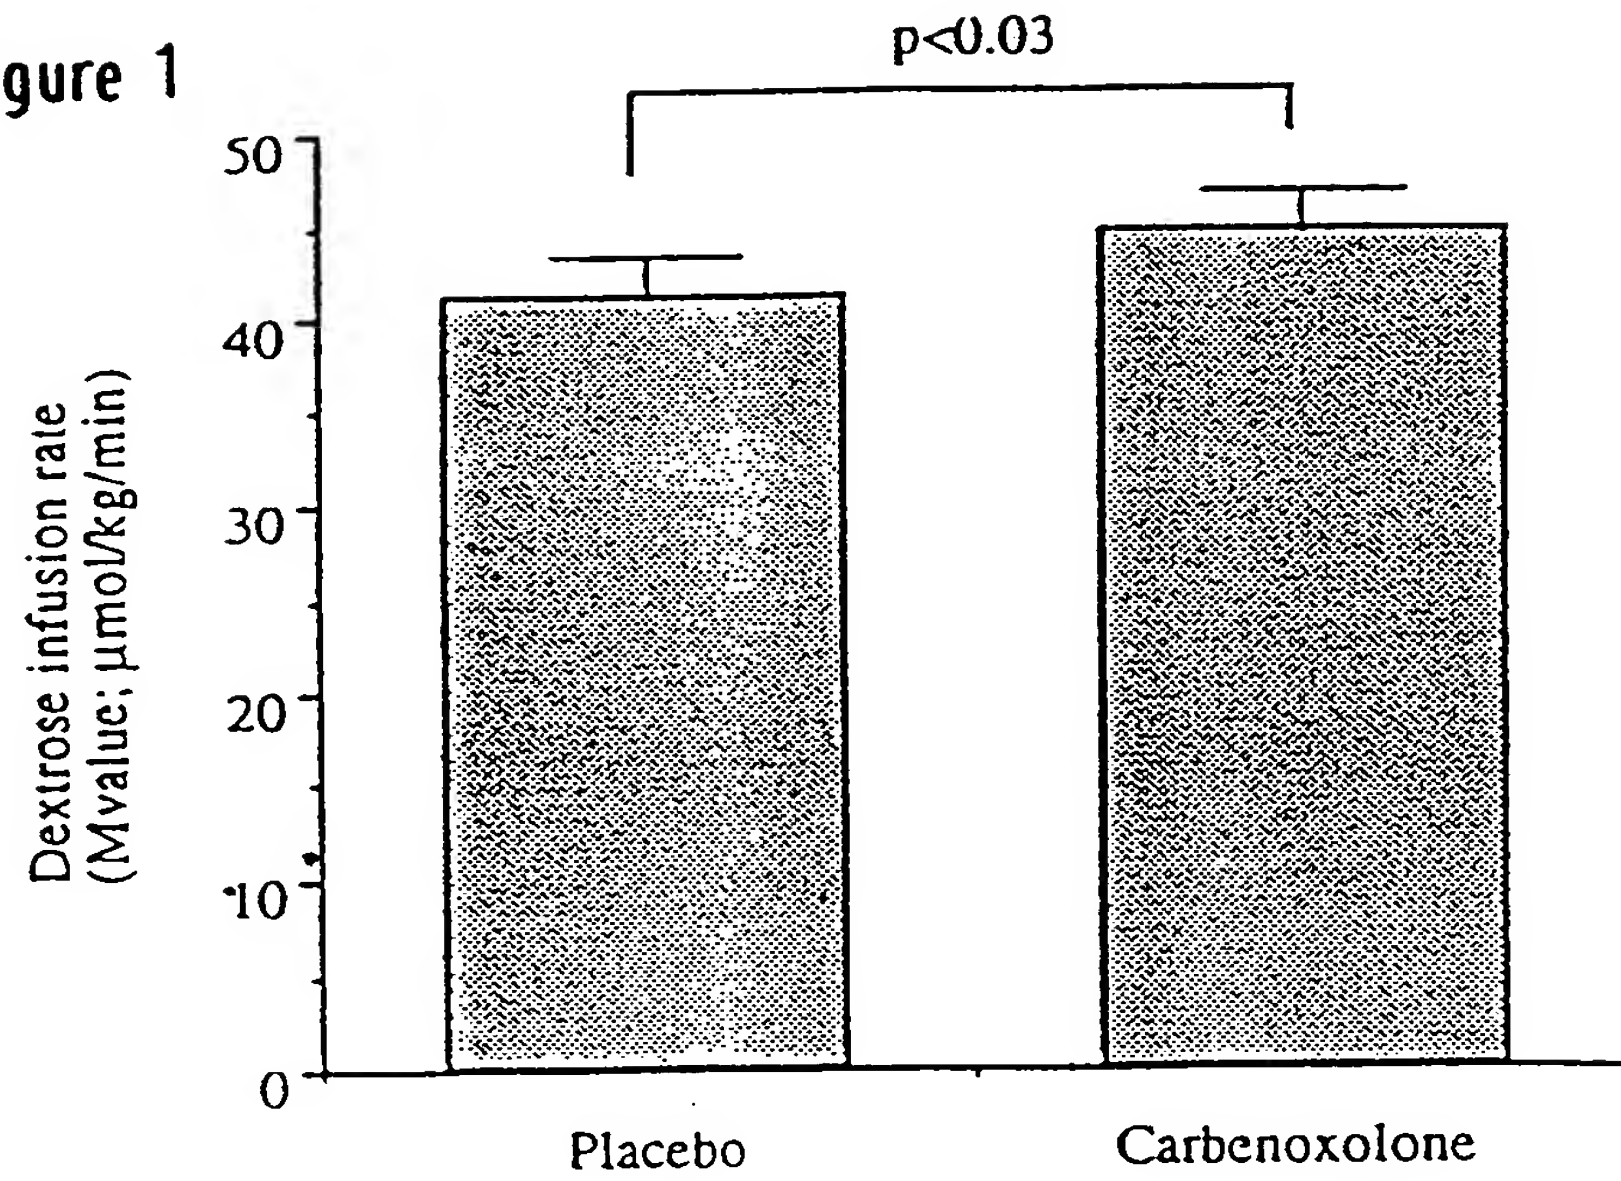 p<0.03
gure 1
50
40
30
20
10
0
Dextrose infusion rate
(Mvalue; μmol/kg/min)
Placebo
Carbenoxolone